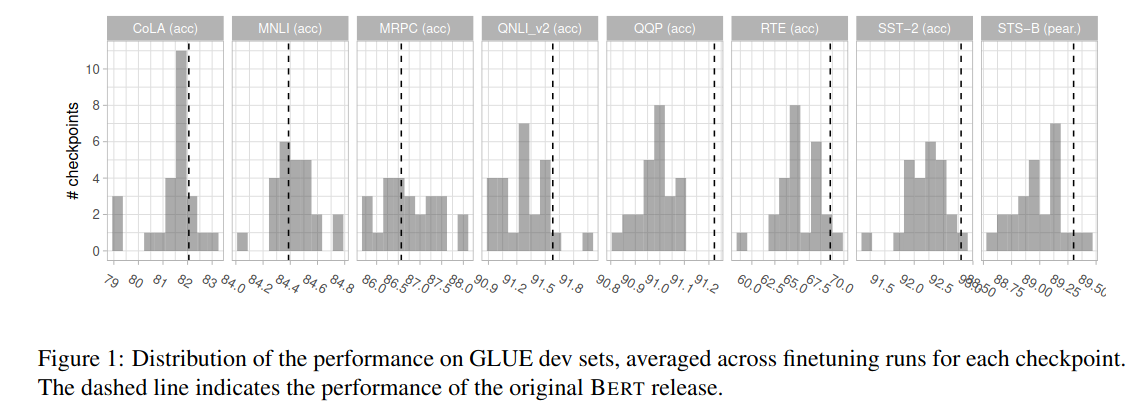 CoLA (acc) MNLI (acc) MRPC (acc) QNLI_v2 (acc) QQP (acc) RTE (acc) SST−2 (acc) STS−B (pear.)
10
8
6
4
2
0
# checkpoints
79 80 81 82 83 84.0 84.2 84.4 84.6 84.8 86.0 86.5 87.0 87.5 88.0 90.9 91.2 91.5 91.8 90.8 90.9 91.0 91.1 91.2 60.0 62.5 65.0 67.5 70.0 91.5 92.0 92.5 88.75 89.00 89.25 89.50
Figure 1: Distribution of the performance on GLUE dev sets, averaged across finetuning runs for each checkpoint.
The dashed line indicates the performance of the original BERT release.